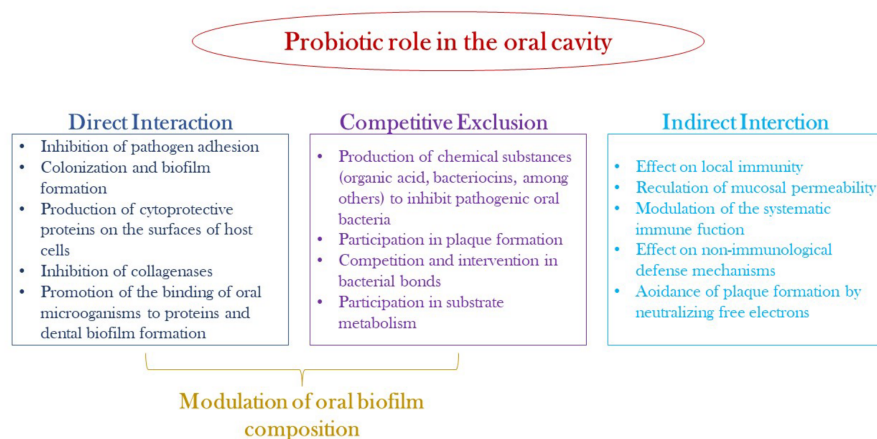 Probiotic role in the oral cavity
Direct Interaction
• Inhibition of pathogen adhesion
• Colonization and biofilm
formation
• Production of cytoprotective
proteins on the surfaces of host
cells
• Inhibition of collagenases
• Promotion of the binding of oral
microoganisms to proteins and
dental biofilm formation
Competitive Exclusion
• Production of chemical substances
(organic acid, bacteriocins, among
others) to inhibit pathogenic oral
bacteria
• Participation in plaque formation
• Competition and intervention in
bacterial bonds
• Participation in substrate
metabolism
Indirect Interction
• Effect on local immunity
• Reculation of mucosal permeability
• Modulation of the systematic
immune fuction
• Effect on non-immunological
defense mechanisms
• Aoidance of plaque formation by
neutralizing free electrons
Modulation of oral biofilm
composition